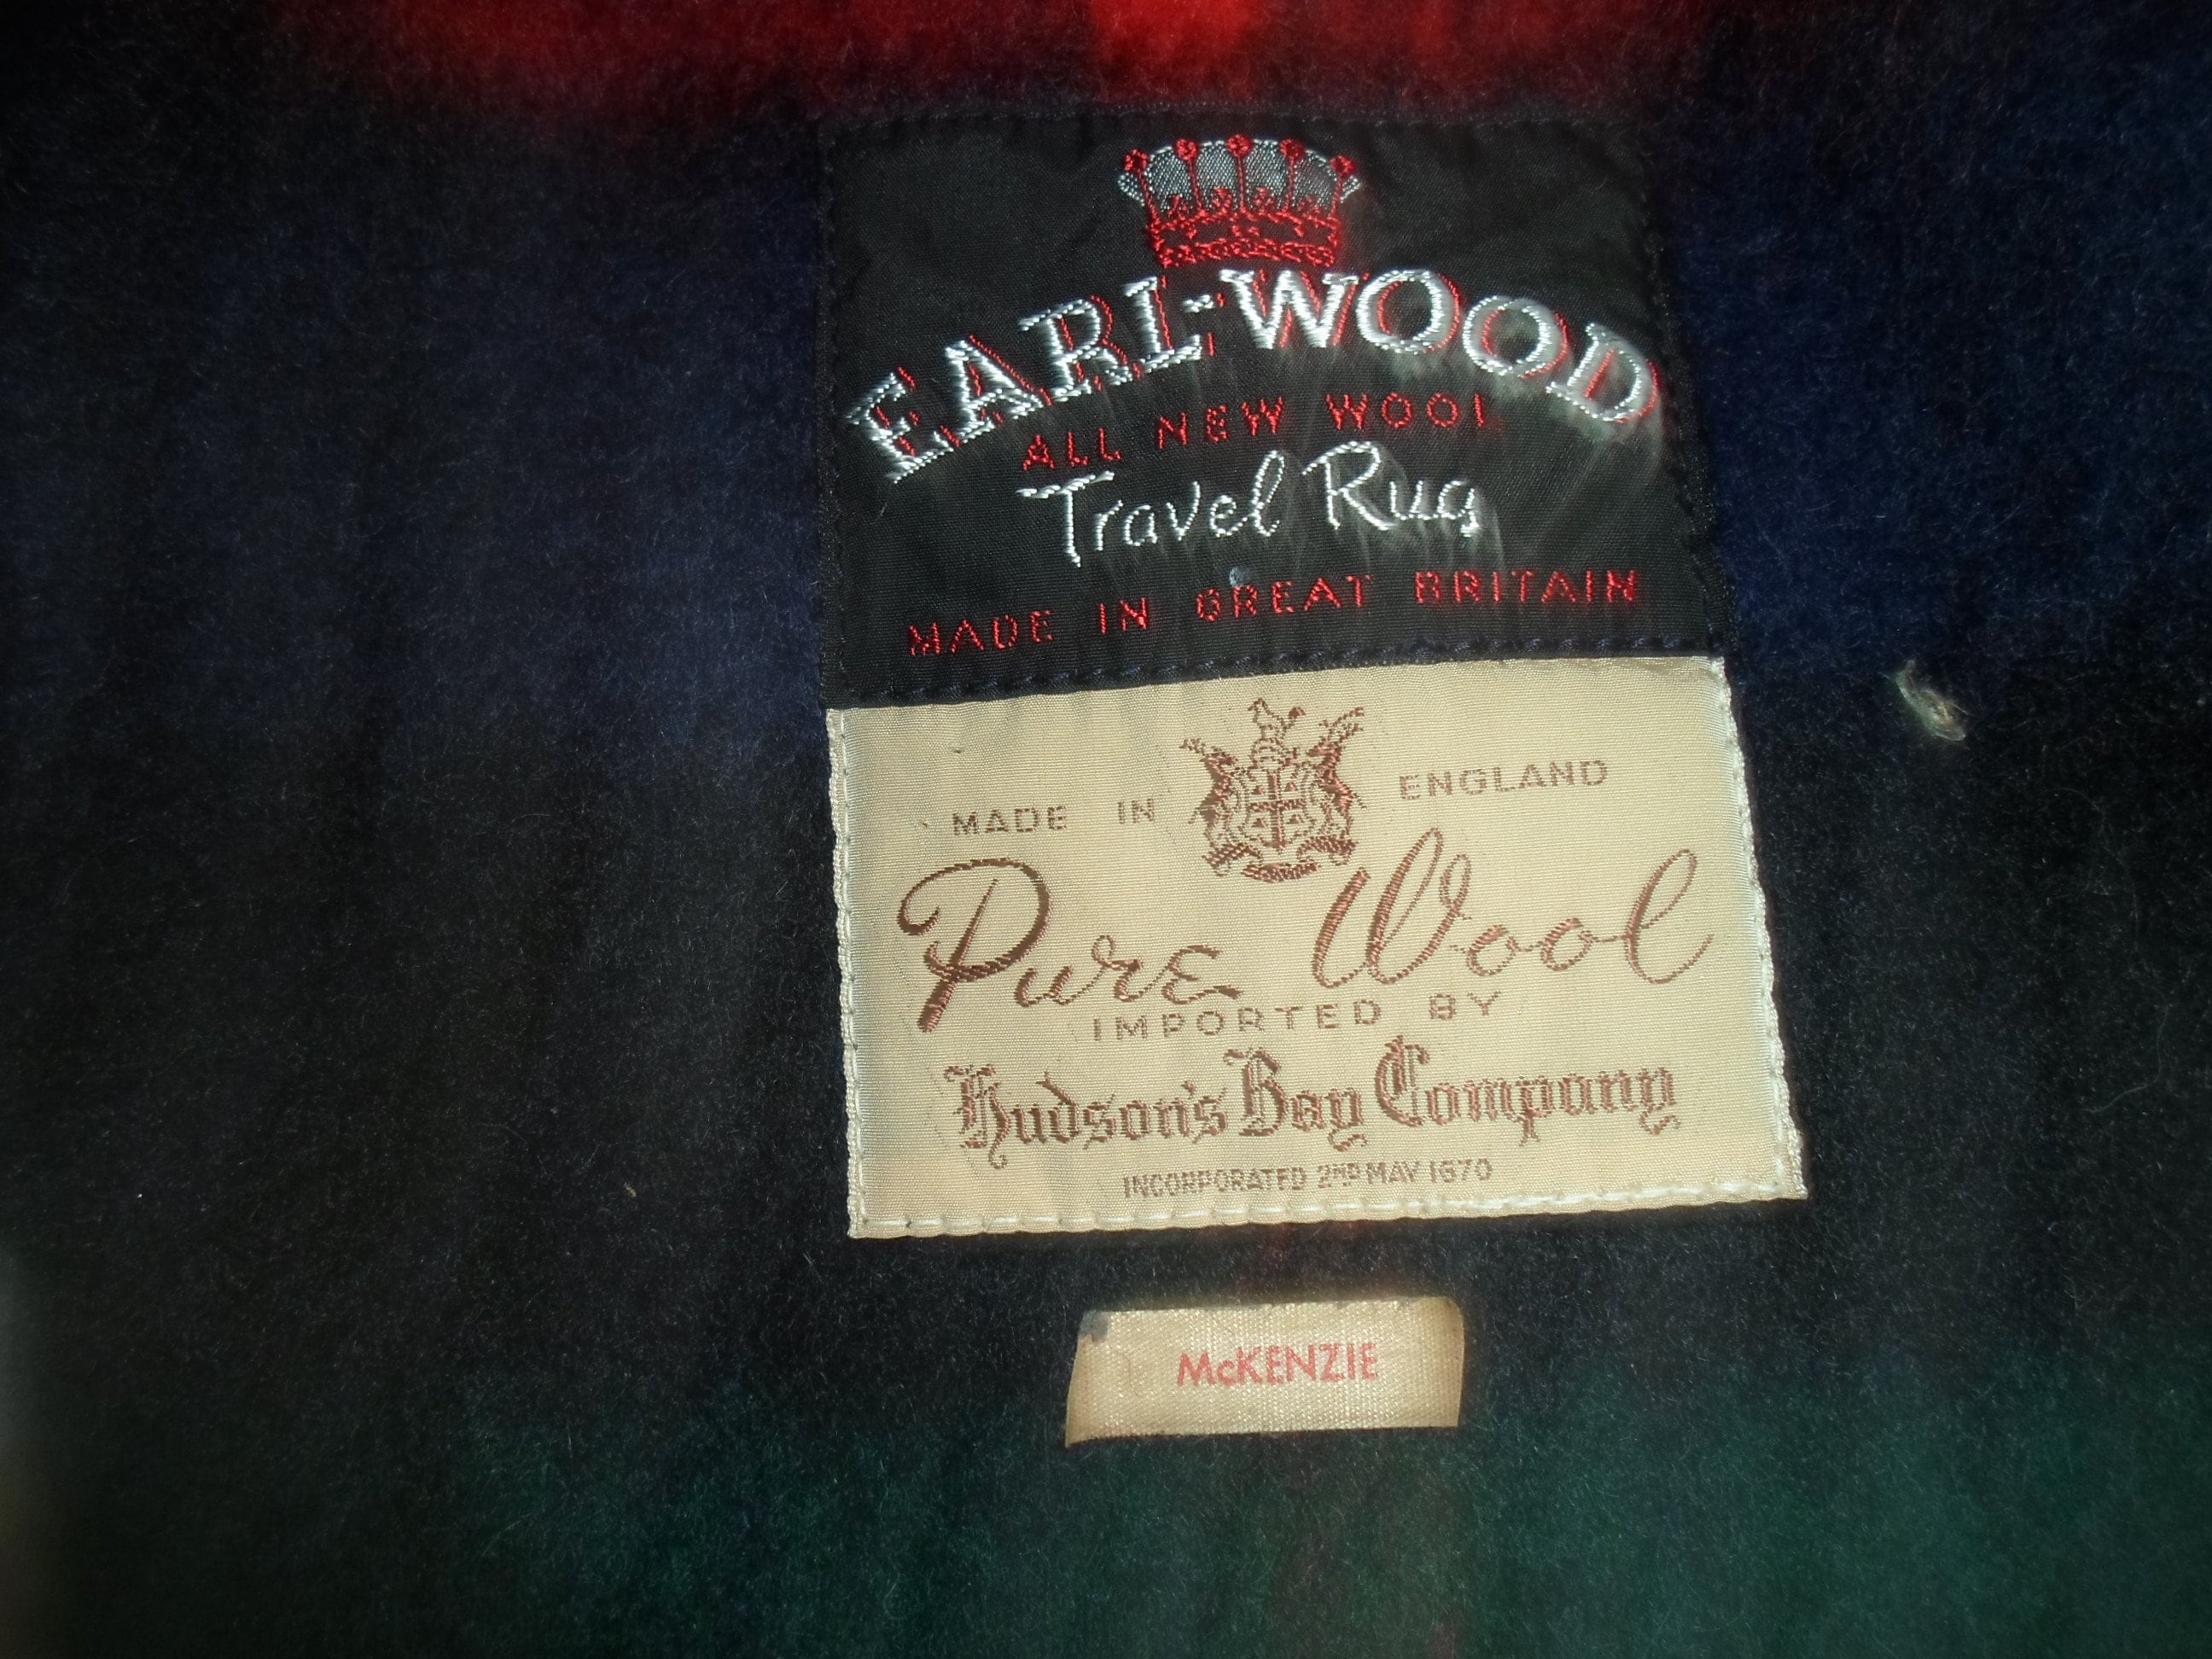 EARL-WOOD
ALL NEW WOOL
Travel Rug
MADE IN GREAT BRITAIN
MADE IN ENGLAND
Pure Wool
IMPORTED BY
Hudson's Bay Company
INCORPORATED 2ND MAY 1670
McKENZIE